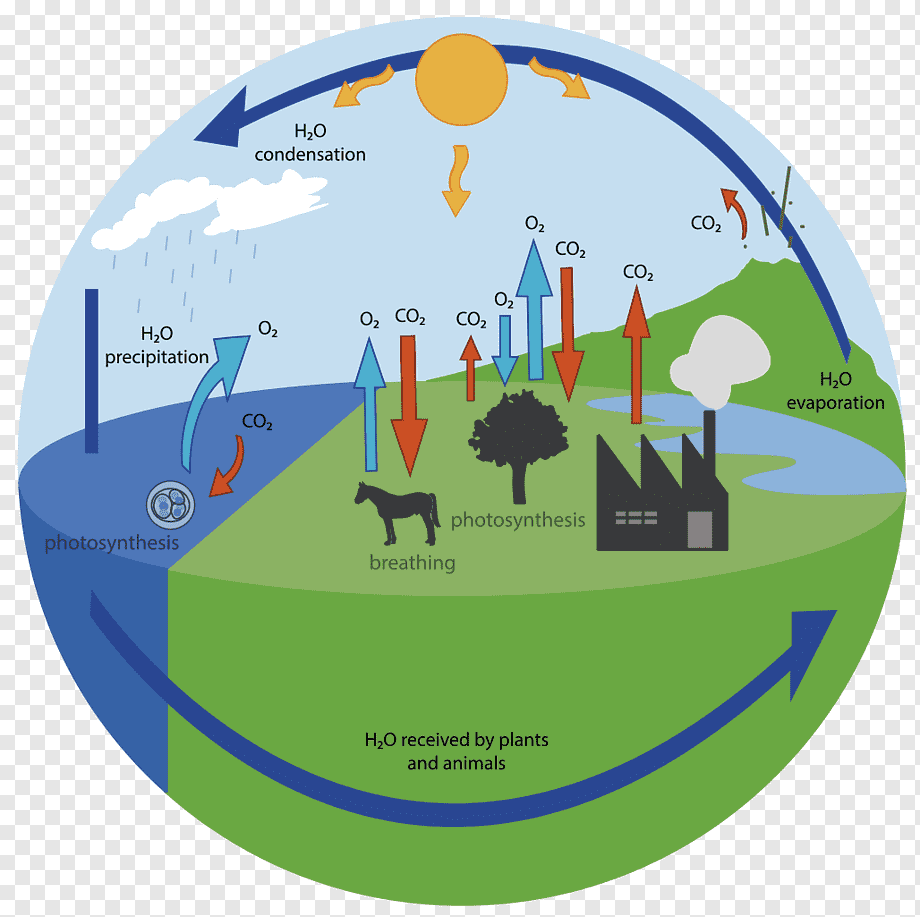 H₂O
condensation
CO₂
O₂
CO₂
CO₂
O₂
O₂
CO₂
CO₂
H₂O
precipitation
O₂
H₂O
evaporation
CO₂
photosynthesis
photosynthesis
breathing
H₂O received by plants
and animals